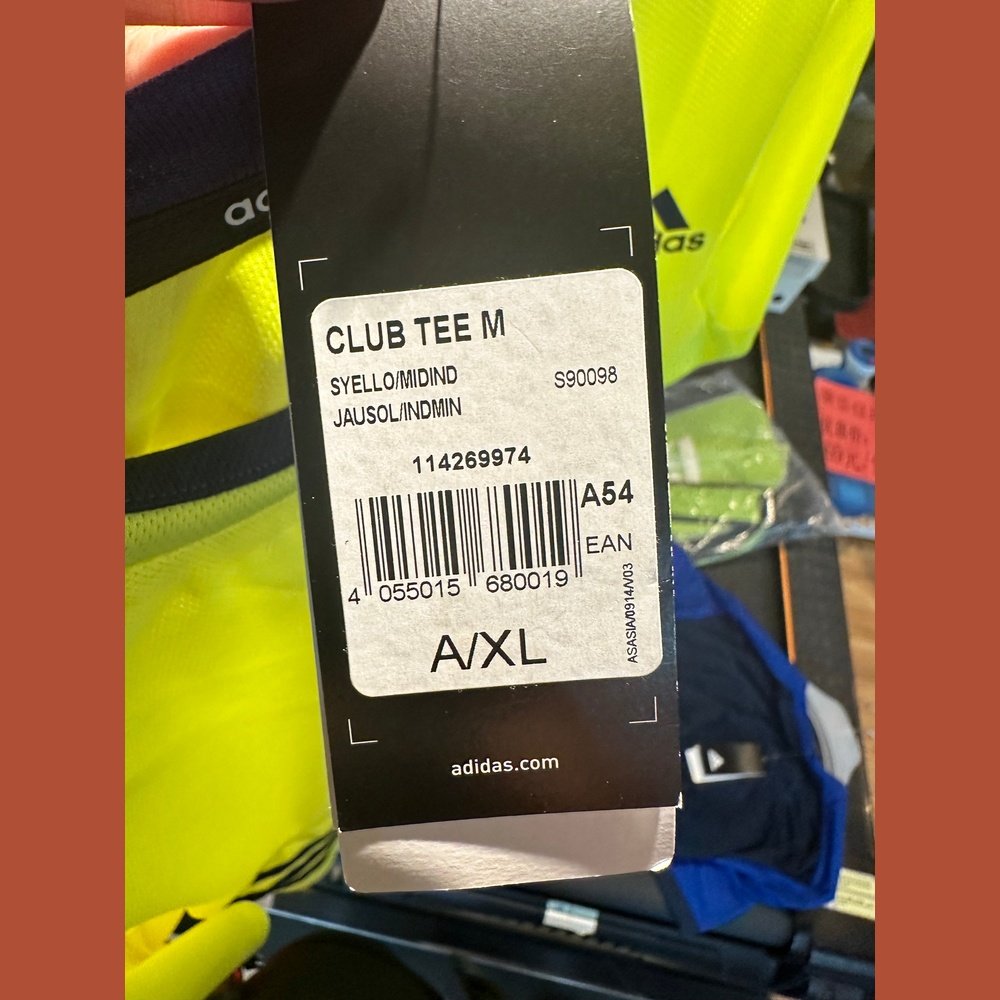 CLUB TEE M
SYELLO/MIDIND
S90098
JAUSOL/INDMIN
114269974
A54
EAN
4 055015 680019
ASASIA/0914/V03
A/XL
adidas.com